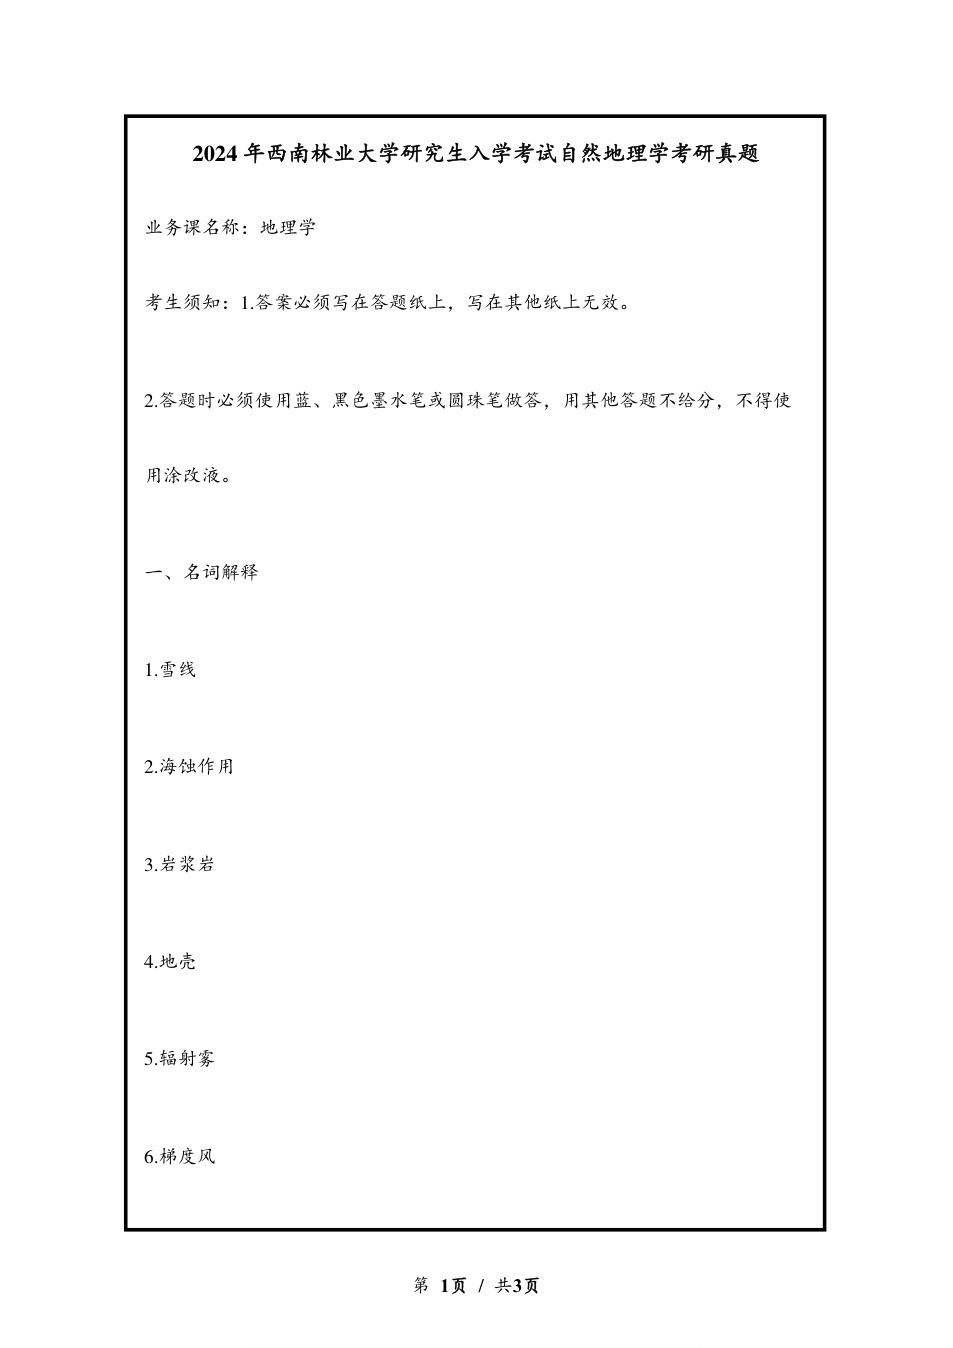 2024 年西南林业大学研究生入学考试自然地理学考研真题
业务课名称：地理学
考生须知：1.答案必须写在答题纸上，写在其他纸上无效。
2.答题时必须使用蓝、黑色墨水笔或圆珠笔做答，用其他答题不给分，不得使
用涂改液。
一、名词解释
1.雪线
2.海蚀作用
3.岩浆岩
4.地壳
5.辐射雾
6.梯度风
第 1页 / 共3页